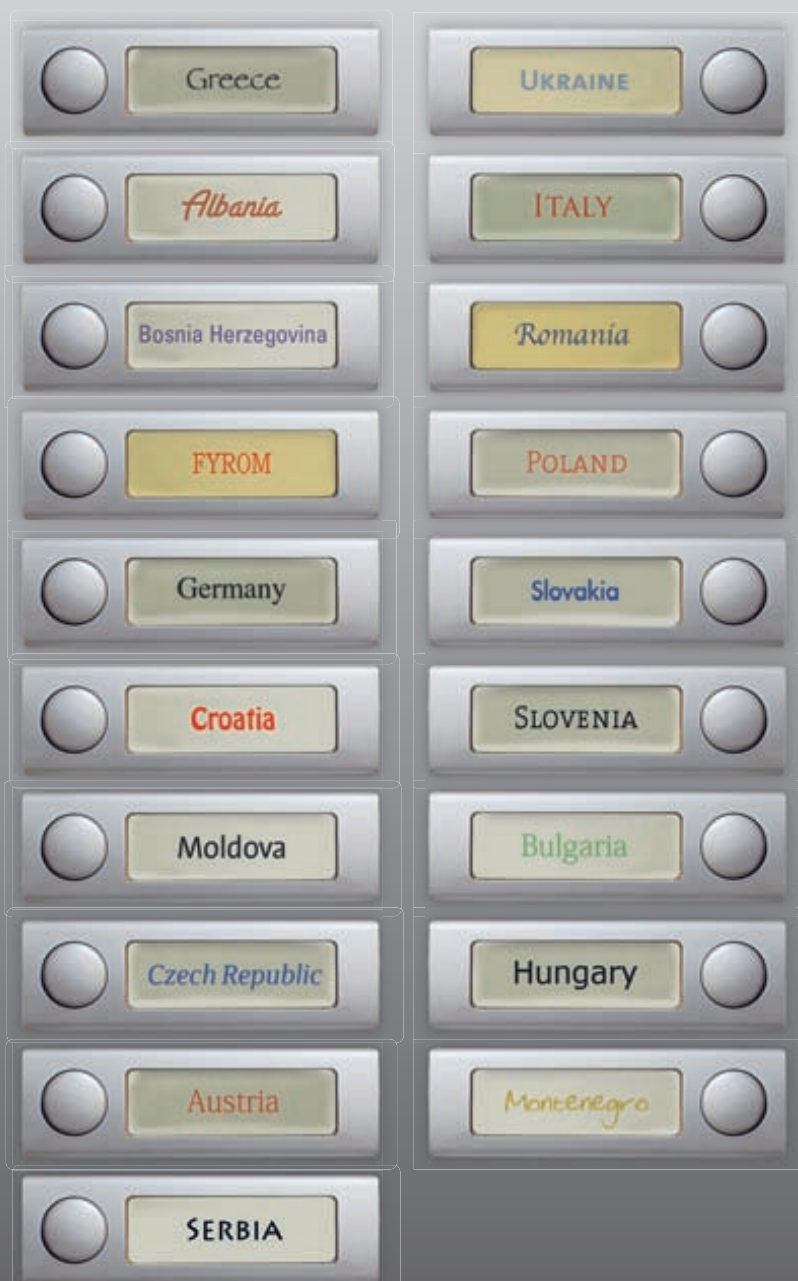 Greece
Albania
Bosnia Herzegovina
FYROM
Germany
Croatia
Moldova
Czech Republic
Austria
SERBIA
UKRAINE
ITALY
Romania
POLAND
Slovakia
SLOVENIA
Bulgaria
Hungary
Montenegro